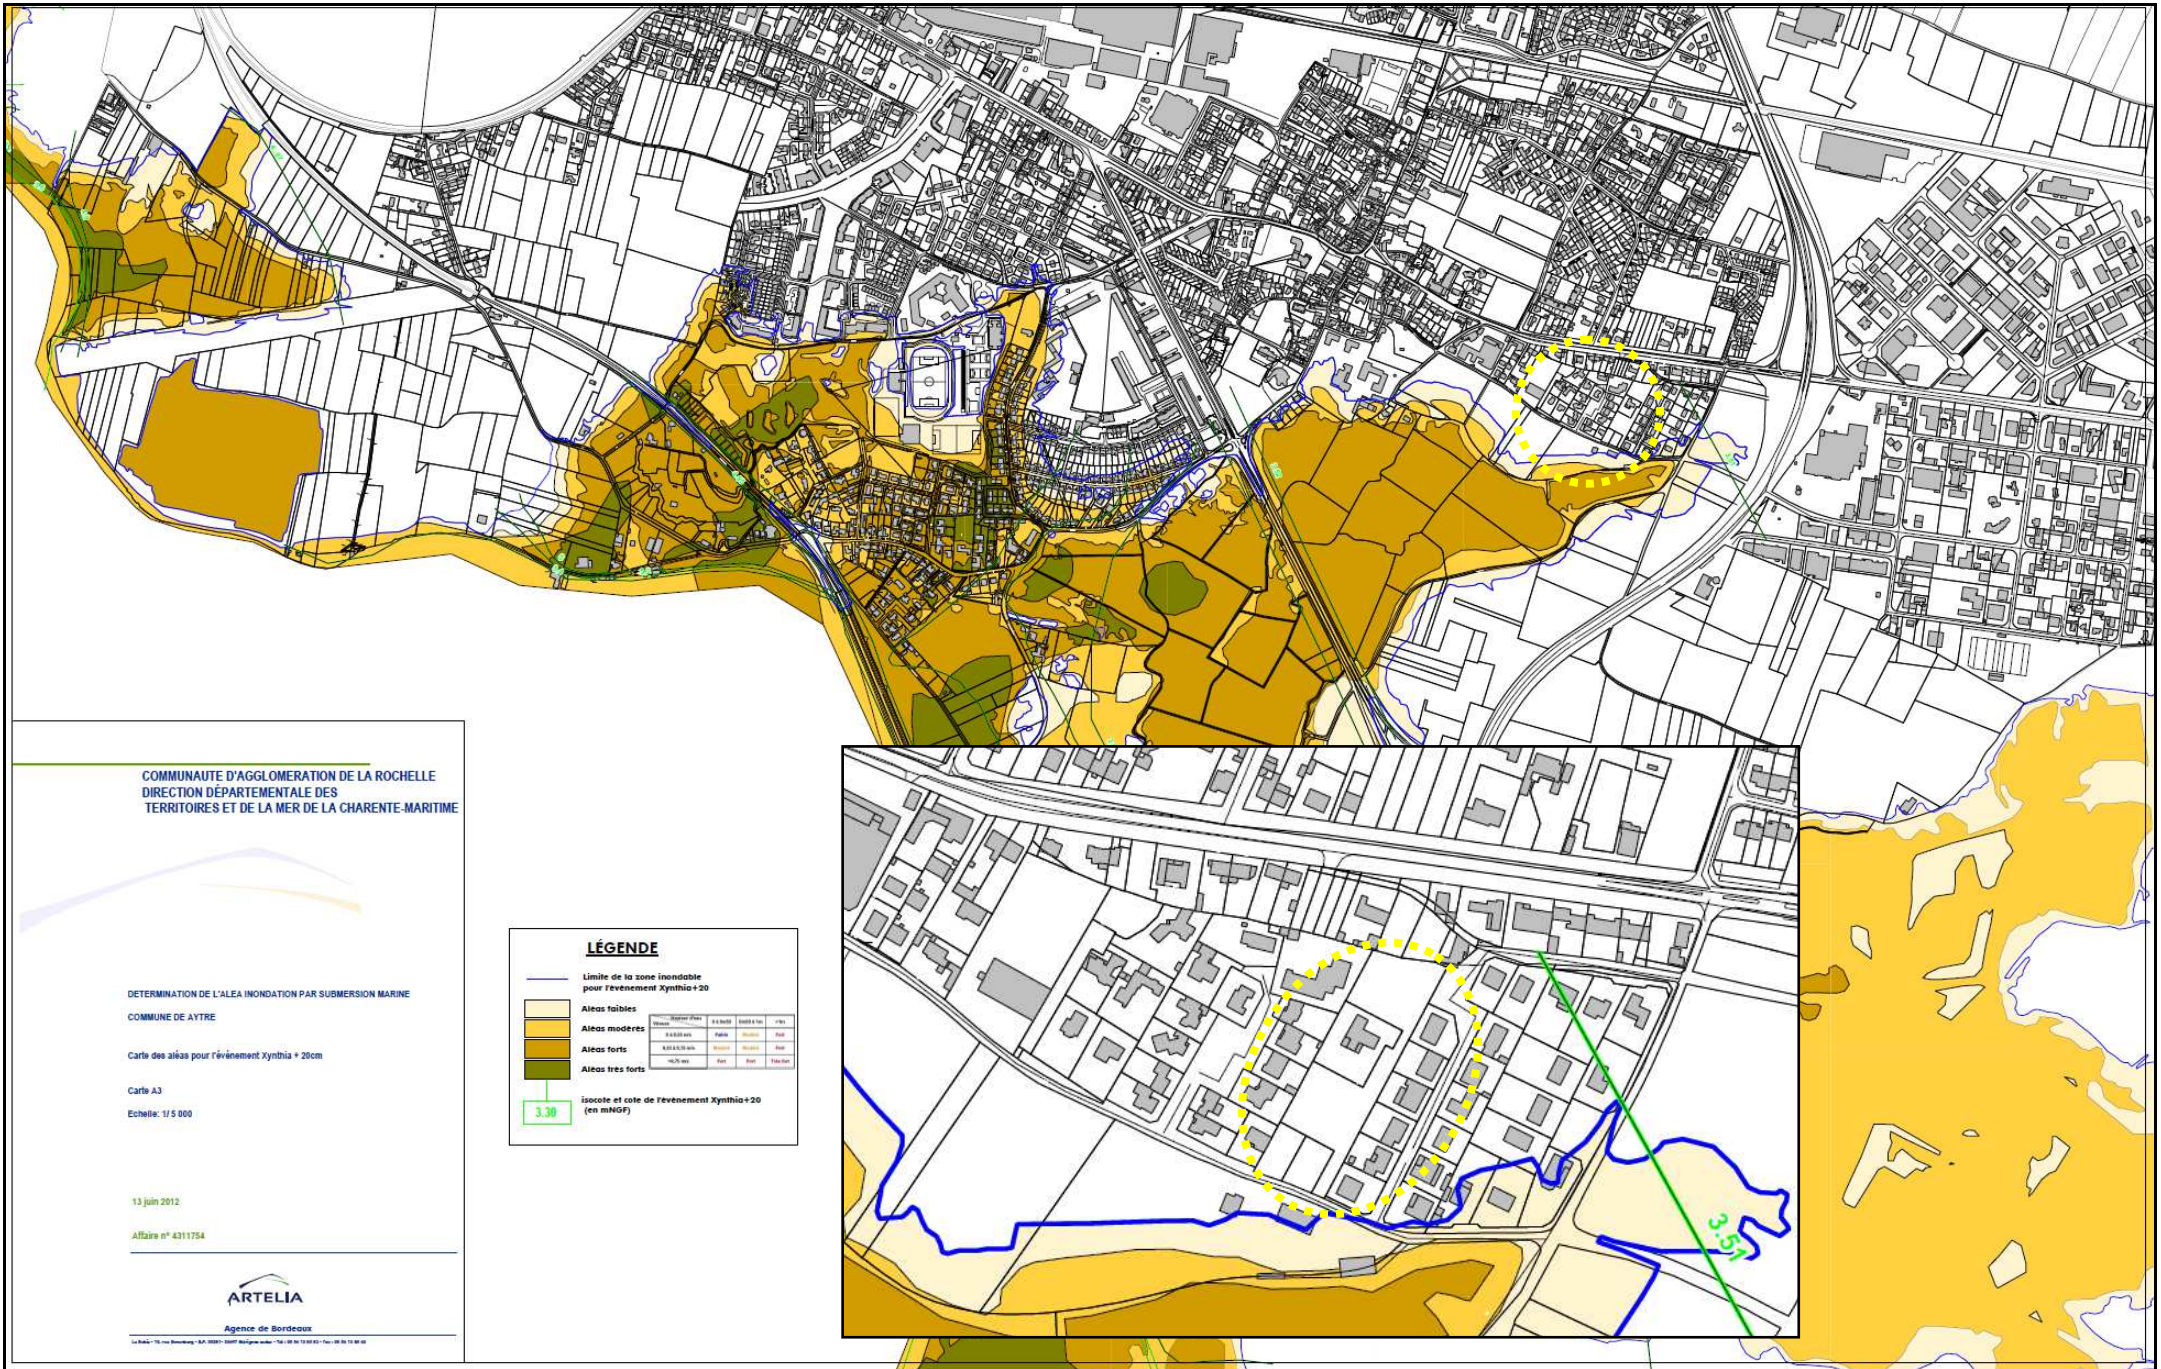 COMMUNAUTE D'AGGLOMERATION DE LA ROCHELLE
DIRECTION DÉPARTEMENTALE DES
TERRITOIRES ET DE LA MER DE LA CHARENTE-MARITIME
DETERMINATION DE L'ALEA INONDATION PAR SUBMERSION MARINE
COMMUNE DE AYTRE
Carte des aléas pour l'événement Xynthia + 20cm
Carte A3
Echelle: 1/ 5 000
13 juin 2012
Affaire n° 4311754
ARTELIA
Agence de Bordeaux
LÉGENDE
Limite de la zone inondable
pour l'évènement Xynthia+20
Aléas faibles
Aléas modérés
Aléas forts
Aléas très forts
3.30
isocote et cote de l'évènement Xynthia+20
(en mNGF)
3.51